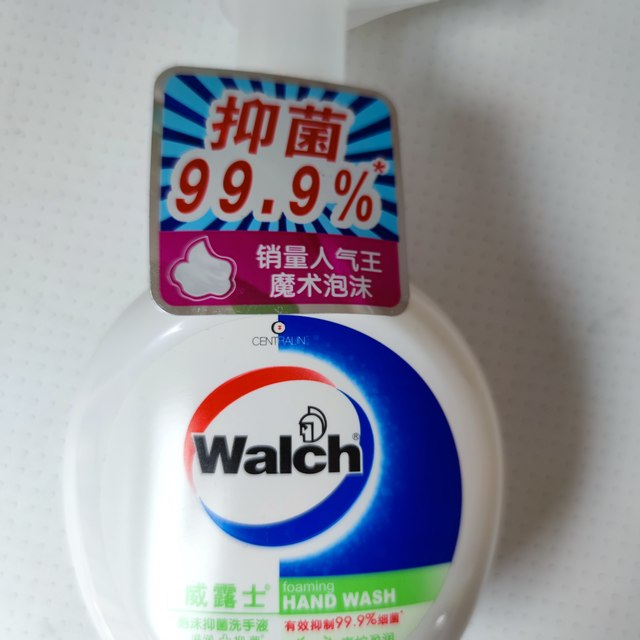 抑菌
99.9%*
销量人气王
魔术泡沫
CENTRALIN
Walch®
威露士®
foaming
HAND WASH
泡沫抑菌洗手液
有效抑制99.9%细菌*